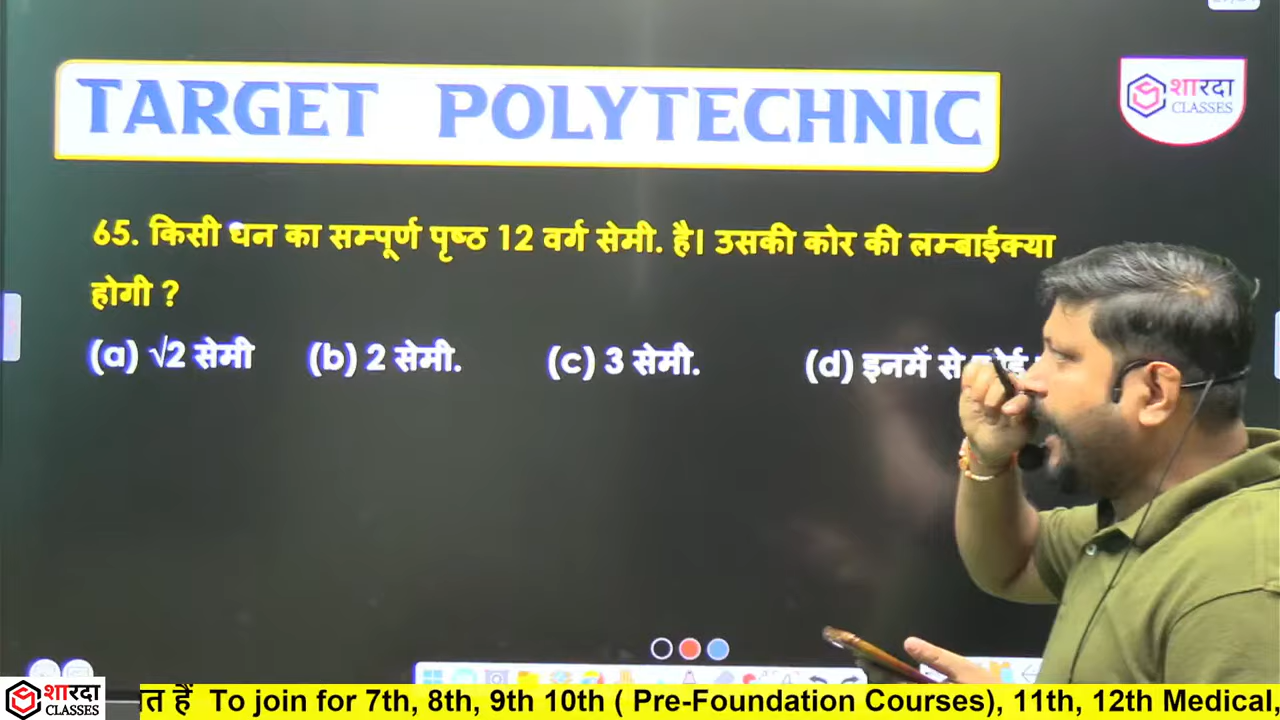 TARGET POLYTECHNIC
शारदा
CLASSES
65. किसी घन का सम्पूर्ण पृष्ठ 12 वर्ग सेमी. है। उसकी कोर की लम्बाईक्या
होगी ?
(a) √2 सेमी (b) 2 सेमी. (c) 3 सेमी. (d) इनमें से
शारदा
CLASSES
त हैं To join for 7th, 8th, 9th 10th ( Pre-Foundation Courses), 11th, 12th Medical,